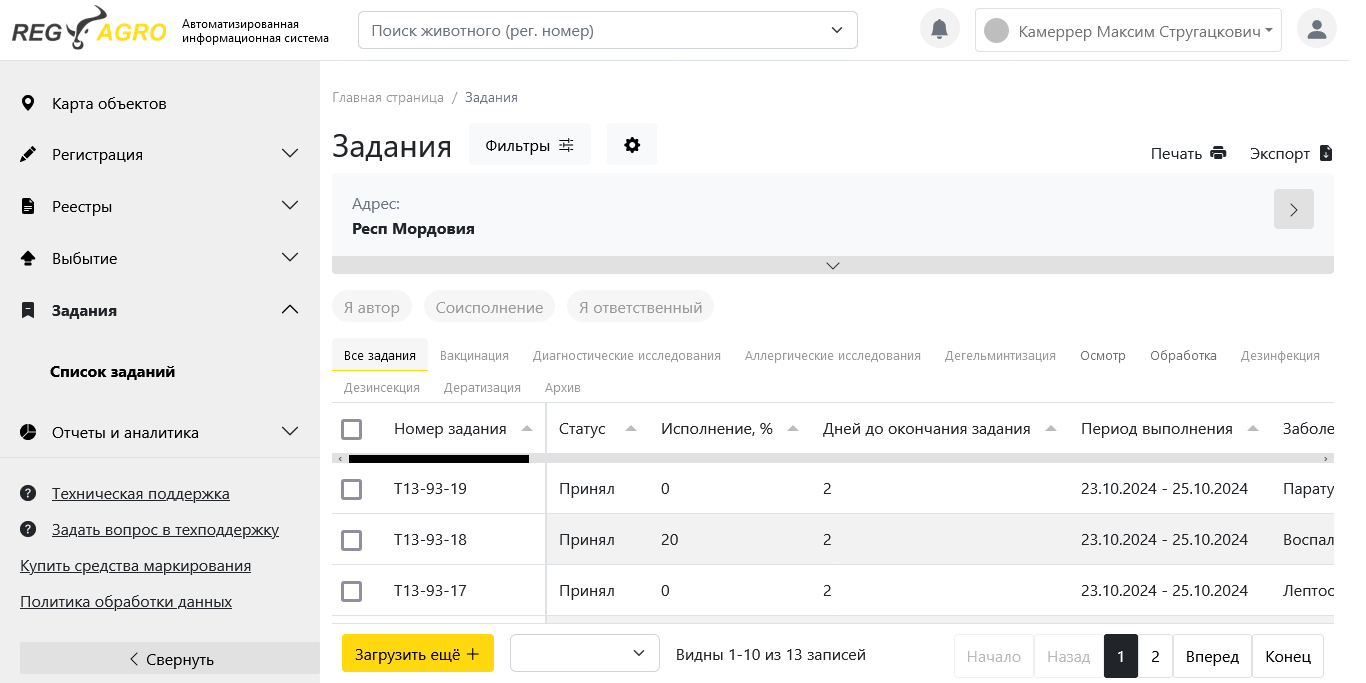 REG AGRO
Автоматизированная
информационная система
Поиск животного (рег. номер)
Камеррер Максим Стругацкович
Карта объектов
Регистрация
Реестры
Выбытие
Задания
Список заданий
Отчеты и аналитика
Техническая поддержка
Задать вопрос в техподдержку
Купить средства маркирования
Политика обработки данных
Свернуть
Главная страница / Задания
Задания
Фильтры
Печать
Экспорт
Адрес:
Респ Мордовия
Я автор
Соисполнение
Я ответственный
Все задания Вакцинация Диагностические исследования Аллергические исследования Дегельминтизация Осмотр Обработка Дезинфекция
Дезинсекция Дератизация Архив
Номер задания Статус Исполнение, % Дней до окончания задания Период выполнения Заболе
Т13-93-19 Принял 0 2 23.10.2024 - 25.10.2024 Парату
Т13-93-18 Принял 20 2 23.10.2024 - 25.10.2024 Воспал
Т13-93-17 Принял 0 2 23.10.2024 - 25.10.2024 Лептос
Загрузить ещё +
Видны 1-10 из 13 записей
Начало Назад 1 2 Вперед Конец